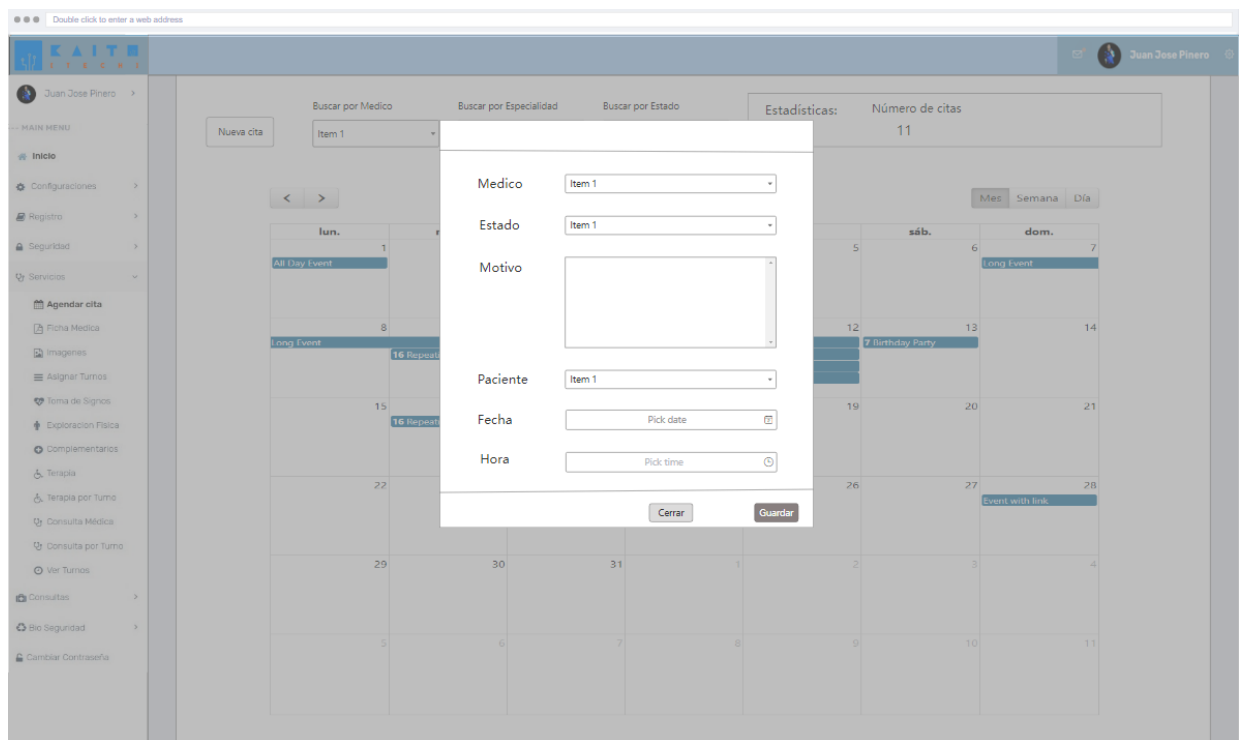 Double click to enter a web address
KAITO
Juan Jose Pinero
Juan Jose Pinero
MAIN MENU
Inicio
Configuraciones
Registro
Seguridad
Servicios
Agendar cita
Ficha Medica
Imagenes
Asignar Turnos
Toma de Signos
Exploracion Fisica
Complementarios
Terapia
Terapia por Turno
Consulta Médica
Consulta por Turno
Ver Turnos
Consultas
Bio Seguridad
Cambiar Contraseña
Buscar por Medico
Buscar por Especialidad
Buscar por Estado
Nueva cita
Item 1
Estadísticas:
Número de citas
11
< >
Mes Semana Día
lun. sáb. dom.
1 5 6 7
All Day Event Long Event
8 12 13 14
Long Event 7 Birthday Party
16
15 19 20 21
16
22 26 27 28
Event with link
29 30 31 1 2 3 4
5 6 7 8 9 10 11
Medico
Item 1
Estado
Item 1
Motivo
Paciente
Item 1
Fecha
Pick date
Hora
Pick time
Cerrar
Guardar